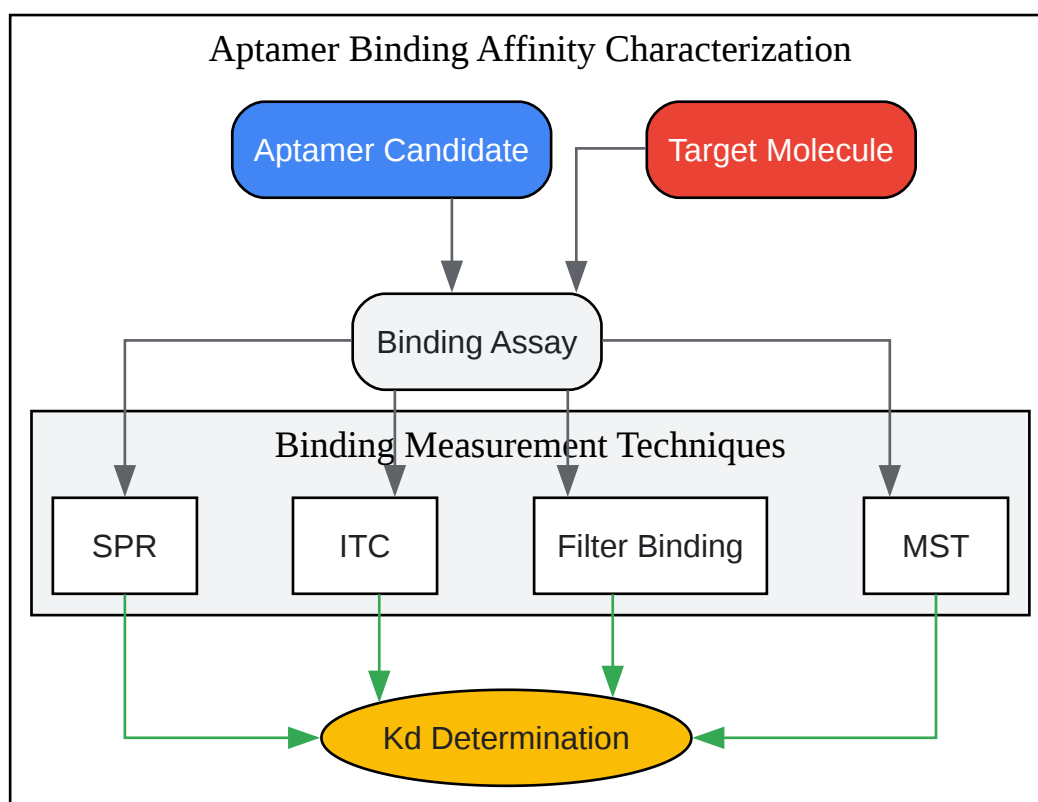 Aptamer Binding Affinity Characterization
Aptamer Candidate
Target Molecule
Binding Assay
Binding Measurement Techniques
SPR
ITC
Filter Binding
MST
Kd Determination